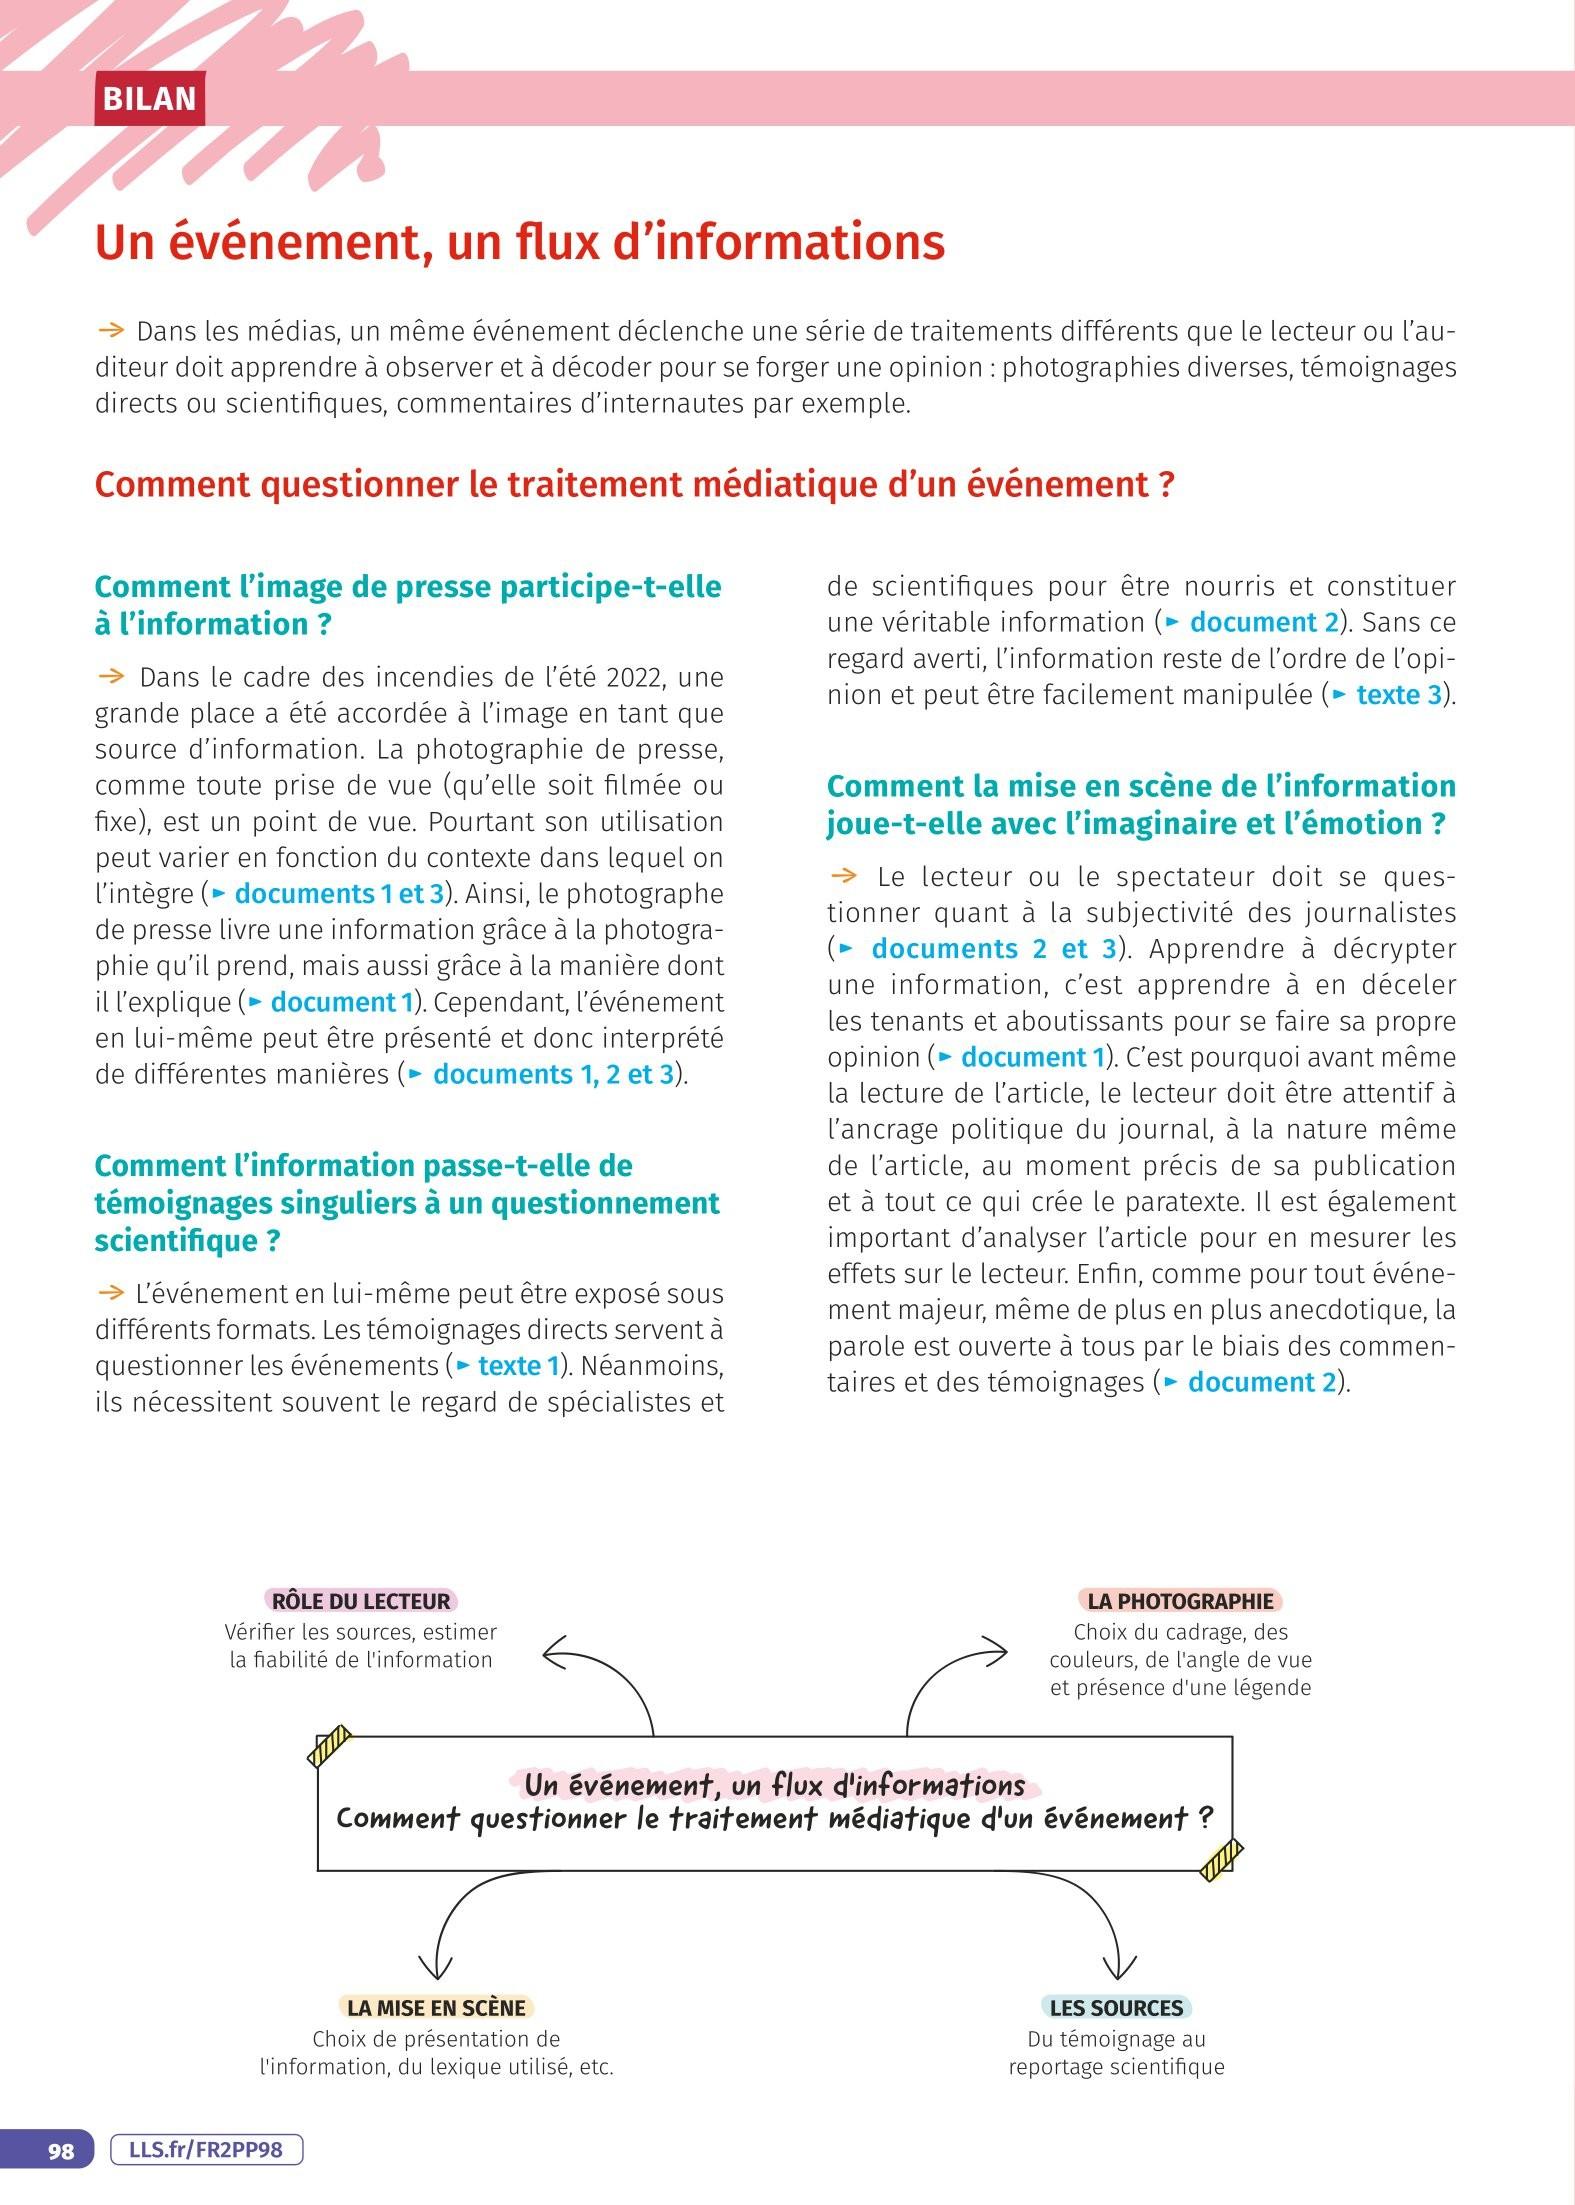 BILAN
Un événement, un flux d’informations
→ Dans les médias, un même événement déclenche une série de traitements différents que le lecteur ou l’au-
diteur doit apprendre à observer et à décoder pour se forger une opinion : photographies diverses, témoignages
directs ou scientifiques, commentaires d’internautes par exemple.
Comment questionner le traitement médiatique d’un événement ?
Comment l’image de presse participe-t-elle
à l’information ?
→ Dans le cadre des incendies de l’été 2022, une
grande place a été accordée à l’image en tant que
source d’information. La photographie de presse,
comme toute prise de vue (qu’elle soit filmée ou
fixe), est un point de vue. Pourtant son utilisation
peut varier en fonction du contexte dans lequel on
l’intègre (► documents 1 et 3). Ainsi, le photographe
de presse livre une information grâce à la photogra-
phie qu’il prend, mais aussi grâce à la manière dont
il l’explique (► document 1). Cependant, l’événement
en lui-même peut être présenté et donc interprété
de différentes manières (► documents 1, 2 et 3).
Comment l’information passe-t-elle de
témoignages singuliers à un questionnement
scientifique ?
→ L’événement en lui-même peut être exposé sous
différents formats. Les témoignages directs servent à
questionner les événements (► texte 1). Néanmoins,
ils nécessitent souvent le regard de spécialistes et
de scientifiques pour être nourris et constituer
une véritable information (► document 2). Sans ce
regard averti, l’information reste de l’ordre de l’opi-
nion et peut être facilement manipulée (► texte 3).
Comment la mise en scène de l’information
joue-t-elle avec l’imaginaire et l’émotion ?
→ Le lecteur ou le spectateur doit se ques-
tionner quant à la subjectivité des journalistes
(► documents 2 et 3). Apprendre à décrypter
une information, c’est apprendre à en déceler
les tenants et aboutissants pour se faire sa propre
opinion (► document 1). C’est pourquoi avant même
la lecture de l’article, le lecteur doit être attentif à
l’ancrage politique du journal, à la nature même
de l’article, au moment précis de sa publication
et à tout ce qui crée le paratexte. Il est également
important d’analyser l’article pour en mesurer les
effets sur le lecteur. Enfin, comme pour tout événe-
ment majeur, même de plus en plus anecdotique, la
parole est ouverte à tous par le biais des commen-
taires et des témoignages (► document 2).
RÔLE DU LECTEUR
Vérifier les sources, estimer
la fiabilité de l'information
LA PHOTOGRAPHIE
Choix du cadrage, des
couleurs, de l'angle de vue
et présence d'une légende
Un événement, un flux d'informations
Comment questionner le traitement médiatique d'un événement ?
LA MISE EN SCÈNE
Choix de présentation de
l'information, du lexique utilisé, etc.
LES SOURCES
Du témoignage au
reportage scientifique
98
LLS.fr/FR2PP98